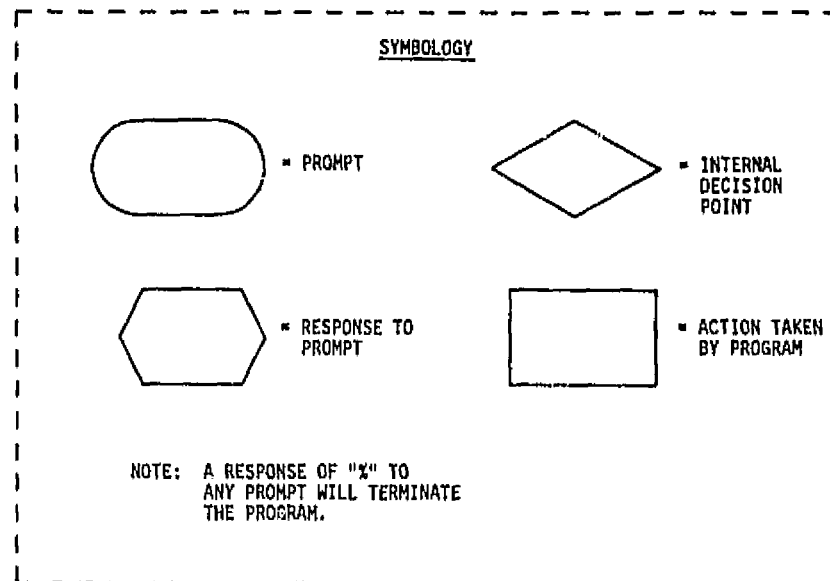 SYMBOLOGY
= PROMPT
= INTERNAL
DECISION
POINT
= RESPONSE TO
PROMPT
= ACTION TAKEN
BY PROGRAM
NOTE: A RESPONSE OF "%" TO
ANY PROMPT WILL TERMINATE
THE PROGRAM.